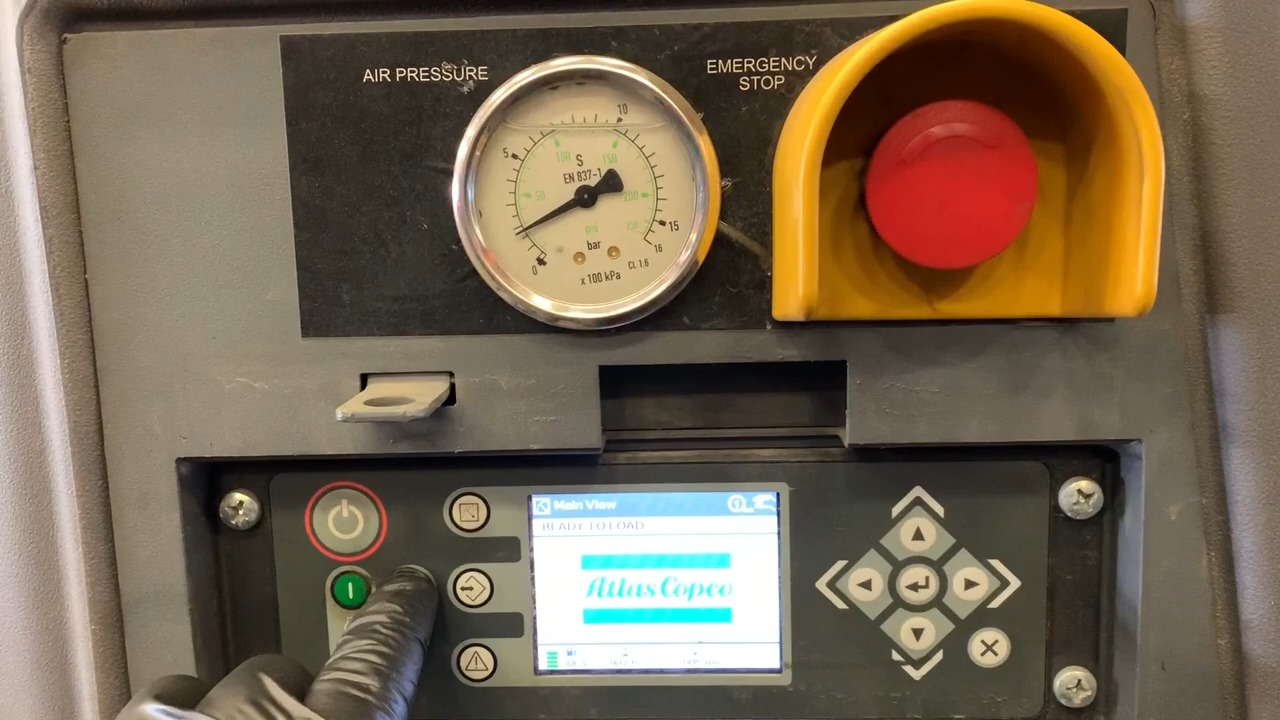 AIR PRESSURE
EMERGENCY
STOP
10
5
100
150
S
EN 837-1
50
200
psi
15
bar
16
0
Cl. 1.6
x 100 kPa
Main View
READY TO LOAD
Atlas Copco